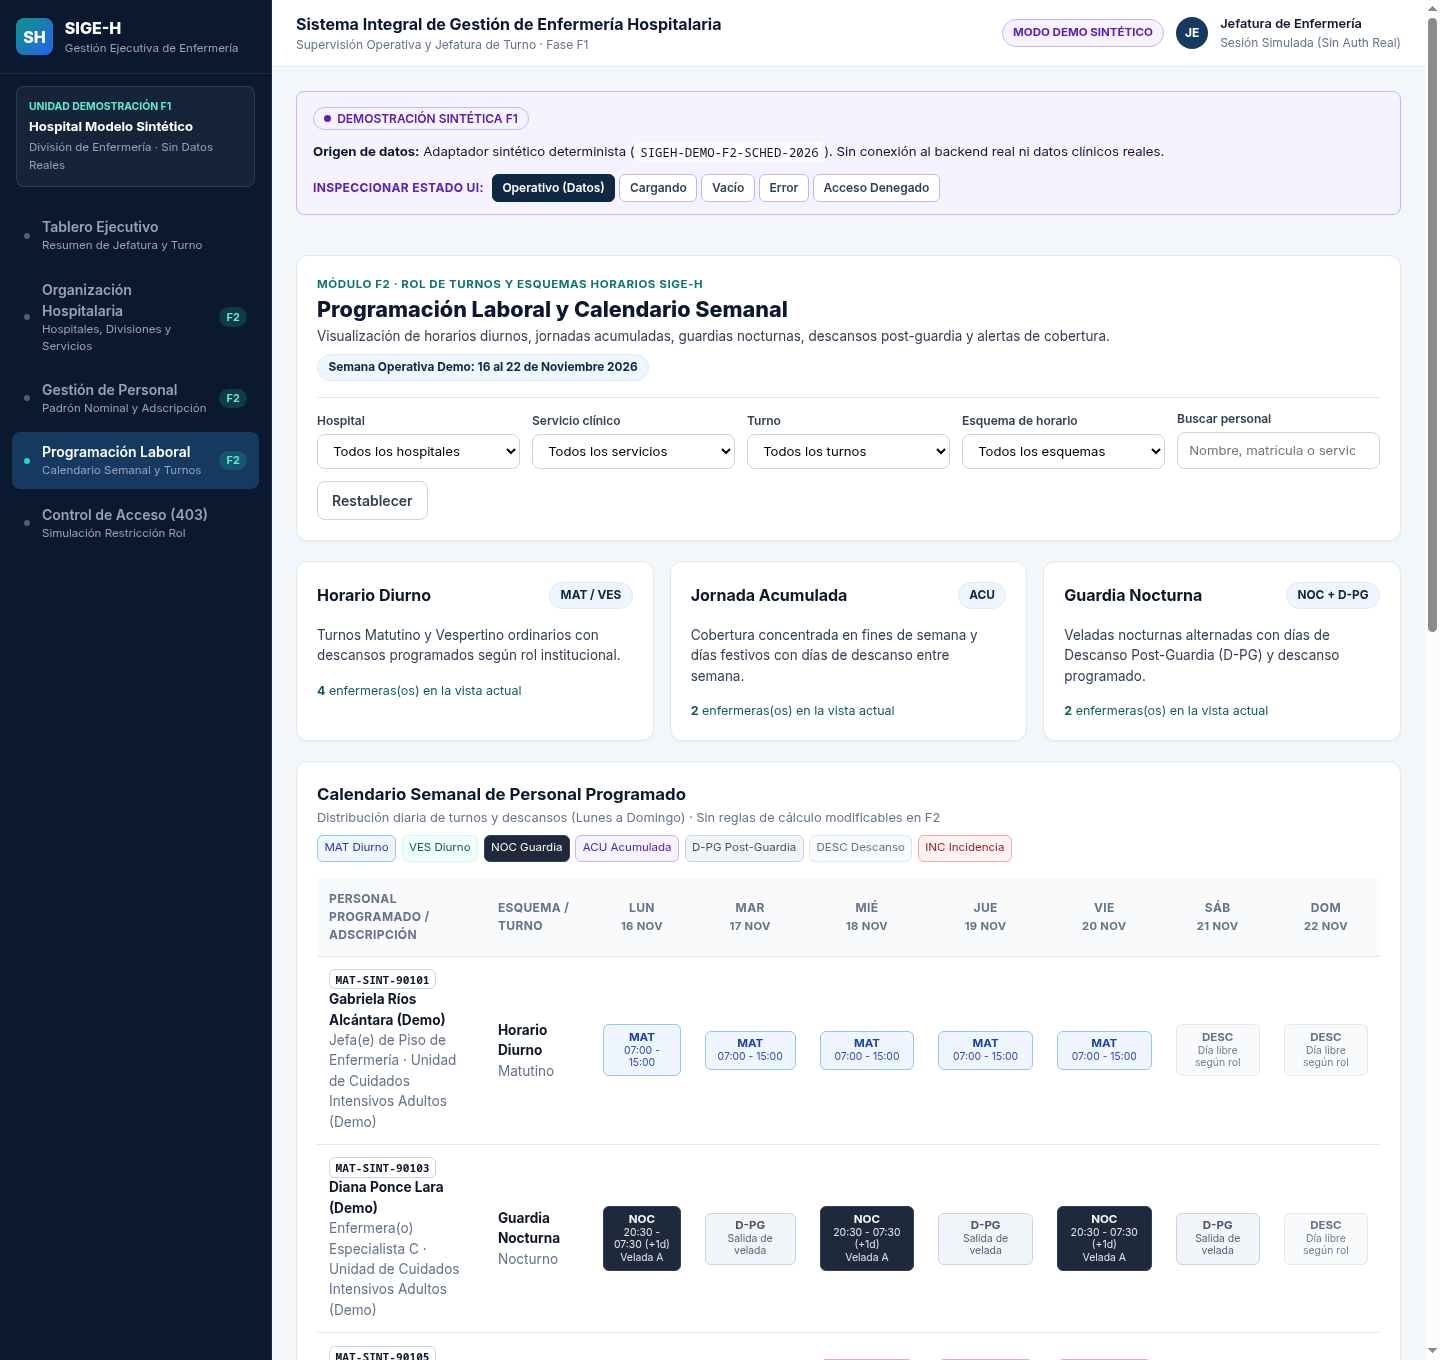 SH
SIGE-H
Gestión Ejecutiva de Enfermería
UNIDAD DEMOSTRACIÓN F1
Hospital Modelo Sintético
División de Enfermería · Sin Datos
Reales
Tablero Ejecutivo
Resumen de Jefatura y Turno
Organización
Hospitalaria
Hospitales, Divisiones y
Servicios
F2
Gestión de Personal
Padrón Nominal y Adscripción
F2
Programación Laboral
Calendario Semanal y Turnos
F2
Control de Acceso (403)
Simulación Restricción Rol
Sistema Integral de Gestión de Enfermería Hospitalaria
Supervisión Operativa y Jefatura de Turno · Fase F1
MODO DEMO SINTÉTICO
JE
Jefatura de Enfermería
Sesión Simulada (Sin Auth Real)
DEMOSTRACIÓN SINTÉTICA F1
Origen de datos: Adaptador sintético determinista ( SIGEH-DEMO-F2-SCHED-2026 ). Sin conexión al backend real ni datos clínicos reales.
INSPECCIONAR ESTADO UI: Operativo (Datos) Cargando Vacío Error Acceso Denegado
MÓDULO F2 · ROL DE TURNOS Y ESQUEMAS HORARIOS SIGE-H
Programación Laboral y Calendario Semanal
Visualización de horarios diurnos, jornadas acumuladas, guardias nocturnas, descansos post-guardia y alertas de cobertura.
Semana Operativa Demo: 16 al 22 de Noviembre 2026
Hospital
Todos los hospitales
Servicio clínico
Todos los servicios
Turno
Todos los turnos
Esquema de horario
Todos los esquemas
Buscar personal
Nombre, matrícula o servic
Restablecer
Horario Diurno
MAT / VES
Turnos Matutino y Vespertino ordinarios con
descansos programados según rol institucional.
4 enfermeras(os) en la vista actual
Jornada Acumulada
ACU
Cobertura concentrada en fines de semana y
días festivos con días de descanso entre
semana.
2 enfermeras(os) en la vista actual
Guardia Nocturna
NOC + D-PG
Veladas nocturnas alternadas con días de
Descanso Post-Guardia (D-PG) y descanso
programado.
2 enfermeras(os) en la vista actual
Calendario Semanal de Personal Programado
Distribución diaria de turnos y descansos (Lunes a Domingo) · Sin reglas de cálculo modificables en F2
MAT Diurno VES Diurno NOC Guardia ACU Acumulada D-PG Post-Guardia DESC Descanso INC Incidencia
PERSONAL
PROGRAMADO /
ADSCRIPCIÓN
ESQUEMA /
TURNO
LUN
16 NOV
MAR
17 NOV
MIÉ
18 NOV
JUE
19 NOV
VIE
20 NOV
SÁB
21 NOV
DOM
22 NOV
MAT-SINT-90101
Gabriela Ríos
Alcántara (Demo)
Jefa(e) de Piso de
Enfermería · Unidad
de Cuidados
Intensivos Adultos
(Demo)
Horario
Diurno
Matutino
MAT
07:00 -
15:00
MAT
07:00 - 15:00
MAT
07:00 - 15:00
MAT
07:00 - 15:00
MAT
07:00 - 15:00
DESC
Día libre
según rol
DESC
Día libre
según rol
MAT-SINT-90103
Diana Ponce Lara
(Demo)
Enfermera(o)
Especialista C ·
Unidad de Cuidados
Intensivos Adultos
(Demo)
Guardia
Nocturna
Nocturno
NOC
20:30 -
07:30 (+1d)
Velada A
D-PG
Salida de
velada
NOC
20:30 - 07:30
(+1d)
Velada A
D-PG
Salida de
velada
NOC
20:30 - 07:30
(+1d)
Velada A
D-PG
Salida de
velada
DESC
Día libre
según rol
MAT-SINT-90105